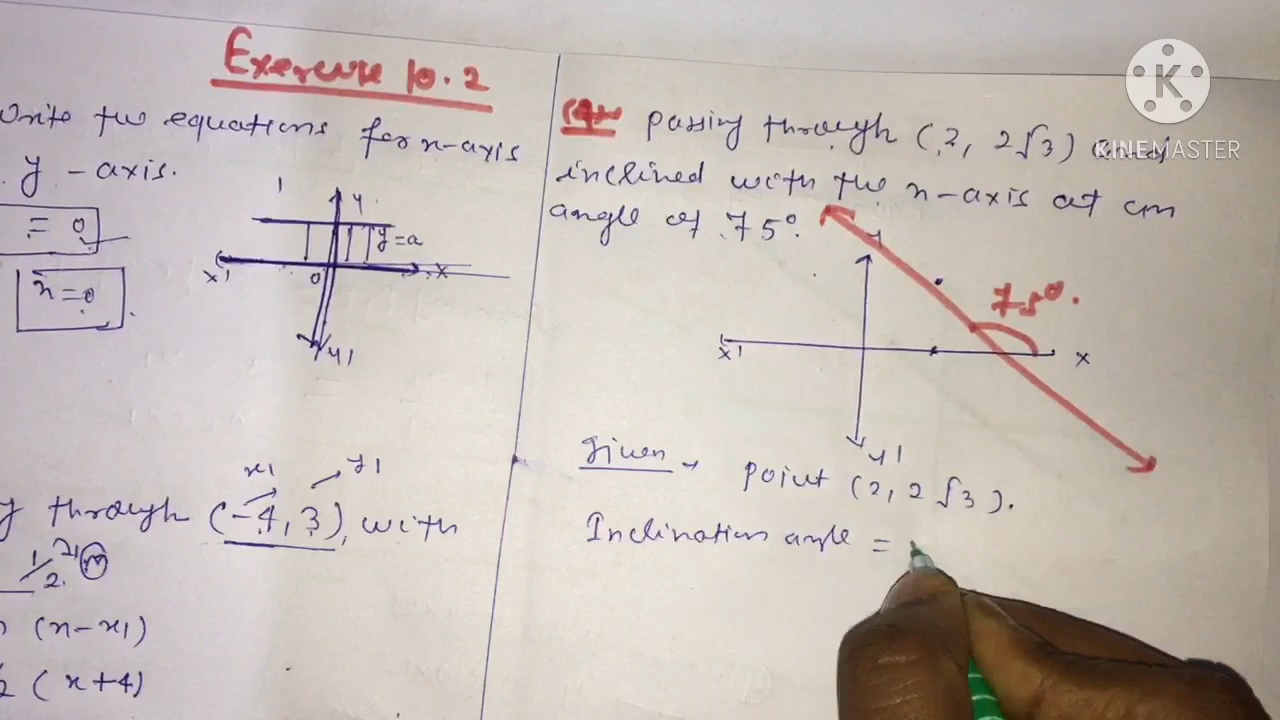 Exercise 10.2
Write the equations for x-axis
y-axis.
= 0
x = 0
y
y = a
x'
0
x
y'
x1
y1
through (-4, 3), with
1/2
m
(x-x1)
(x+4)
passing through (2, 2√3) and
inclined with the x-axis at an
angle of 75°.
y
75°.
x'
x
y'
Given → point (2, 2√3).
Inclination angle =
K
KINEMASTER